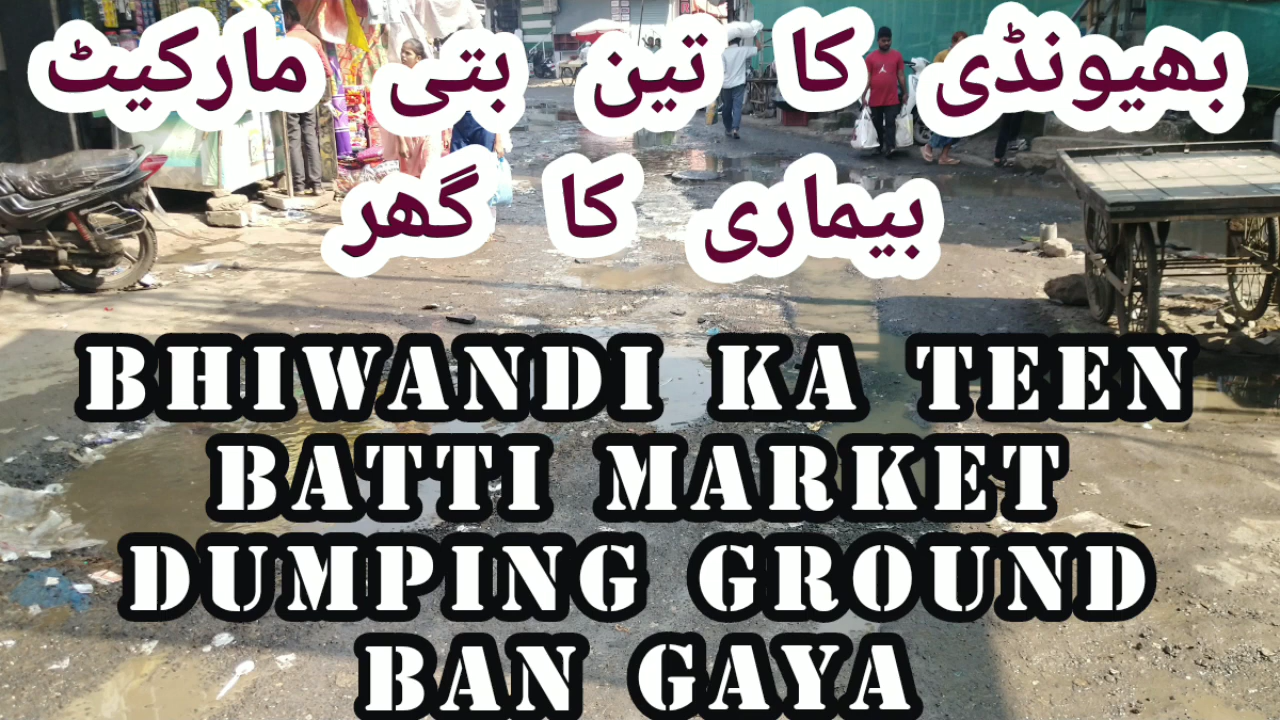 بھیونڈی کا تین بتی مارکیٹ
بیماری کا گھر
BHIWANDI KA TEEN
BATTI MARKET
DUMPING GROUND
BAN GAYA